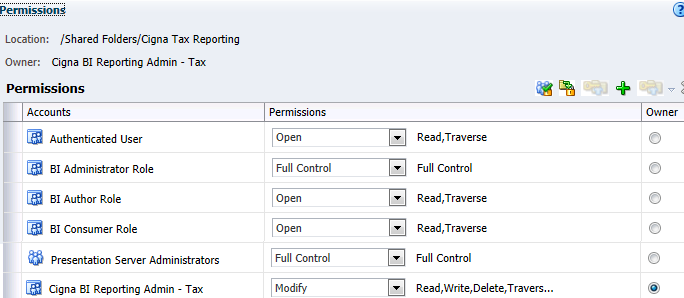 Permissions
Location: /Shared Folders/Cigna Tax Reporting
Owner: Cigna BI Reporting Admin - Tax
Permissions
Accounts Permissions Owner
Authenticated User Open Read,Traverse
BI Administrator Role Full Control Full Control
BI Author Role Open Read,Traverse
BI Consumer Role Open Read,Traverse
Presentation Server Administrators Full Control Full Control
Cigna BI Reporting Admin - Tax Modify Read,Write,Delete,Travers...